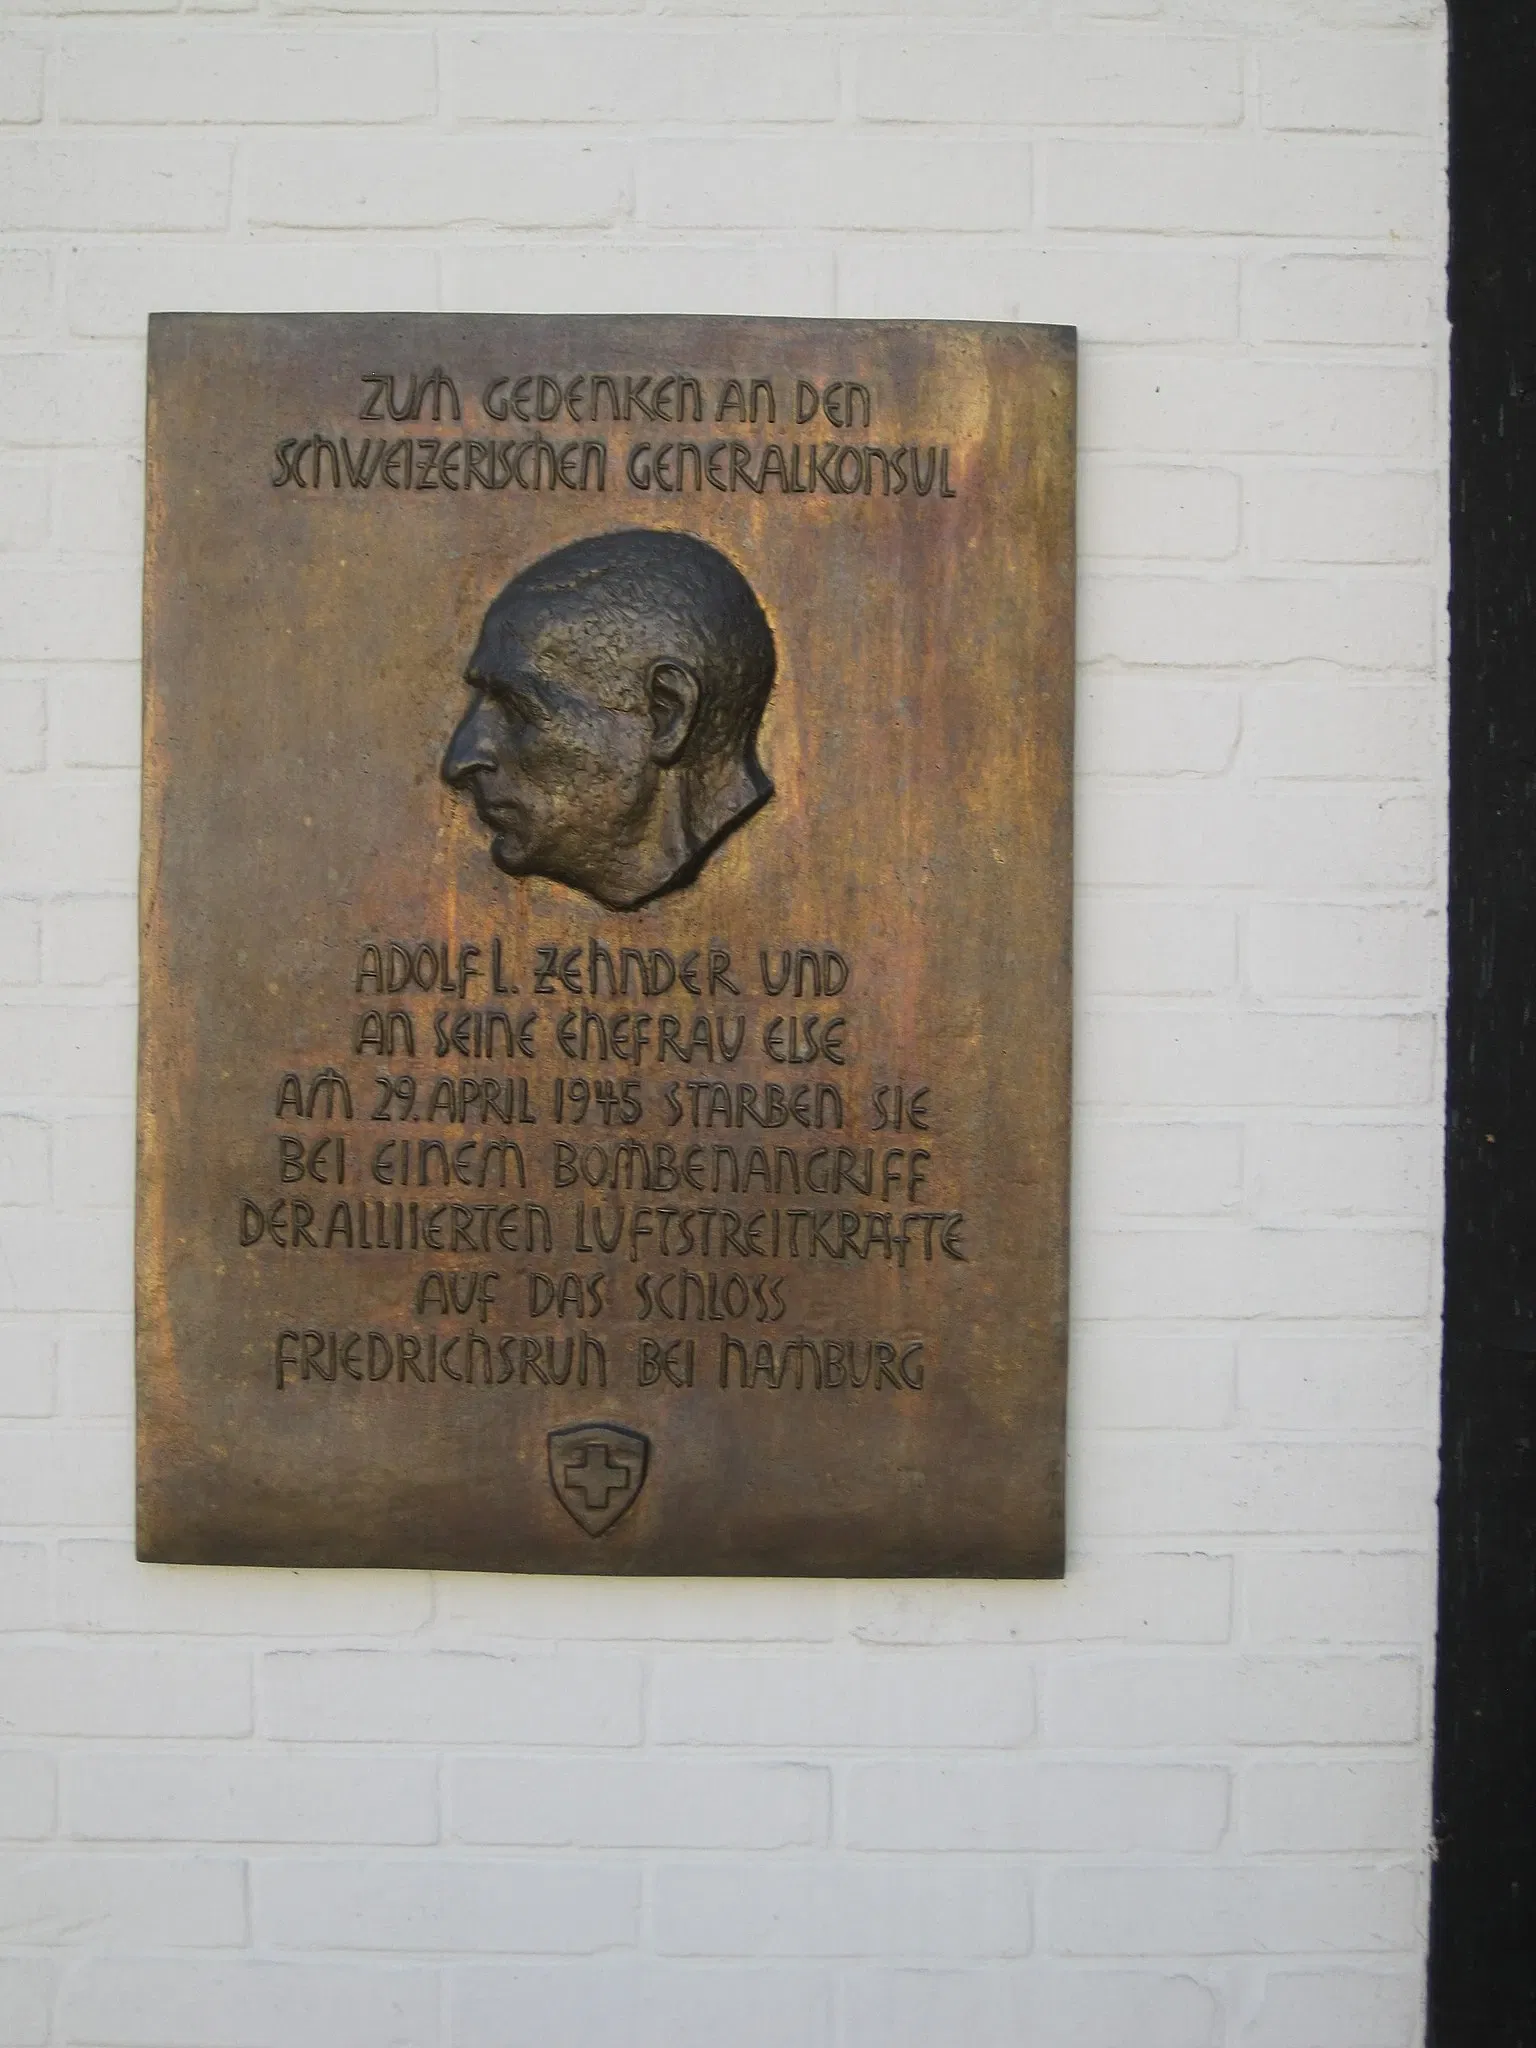 ZUM GEDENKEN AN DEN
SCHWEIZERISCHEN GENERALKONSUL
ADOLF L. ZEHNDER UND
AN SEINE EHEFRAU ELSE
AM 29. APRIL 1945 STARBEN SIE
BEI EINEM BOMBENANGRIFF
DER ALLIIERTEN LUFTSTREITKRÄFTE
AUF DAS SCHLOSS
FRIEDRICHSRUH BEI HAMBURG